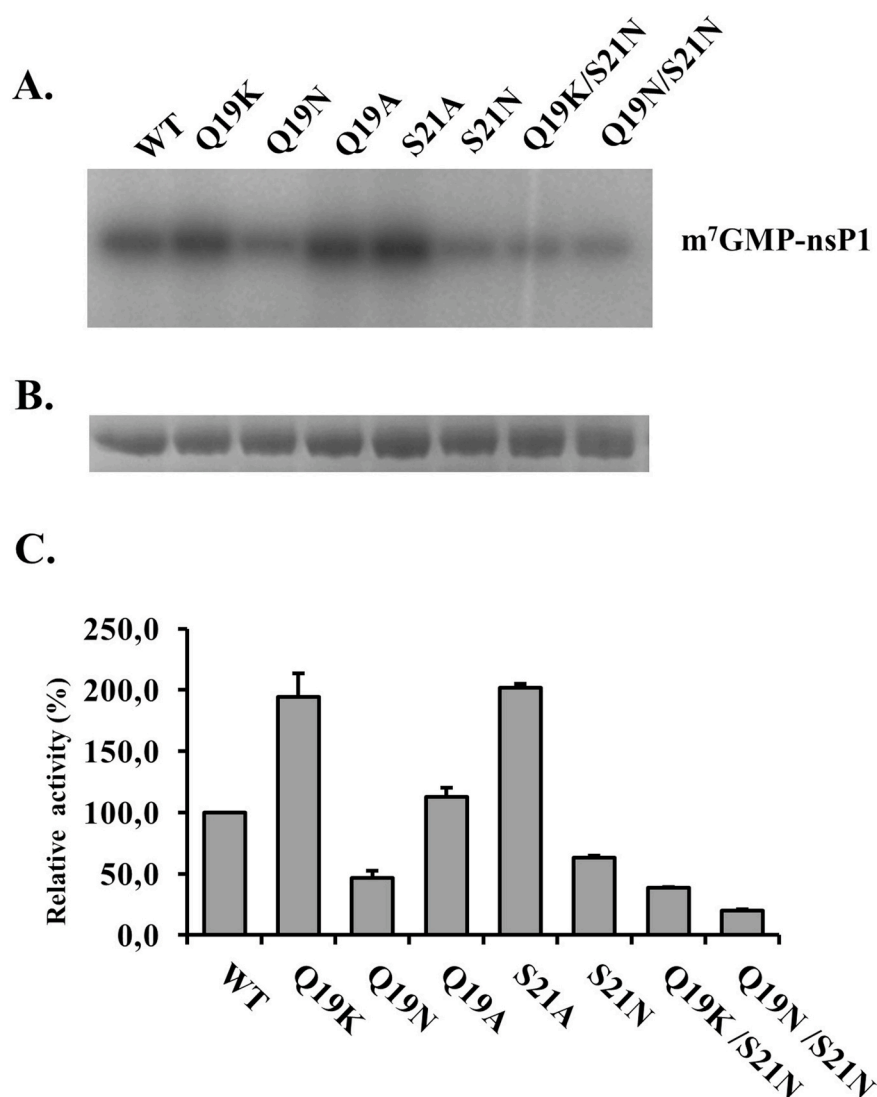 A.
WT Q19K Q19N Q19A S21A S21N Q19K/S21N Q19N/S21N
m⁷GMP-nsP1
B.
C.
Relative activity (%)
250,0
200,0
150,0
100,0
50,0
0,0
WT Q19K Q19N Q19A S21A S21N Q19K /S21N Q19N /S21N